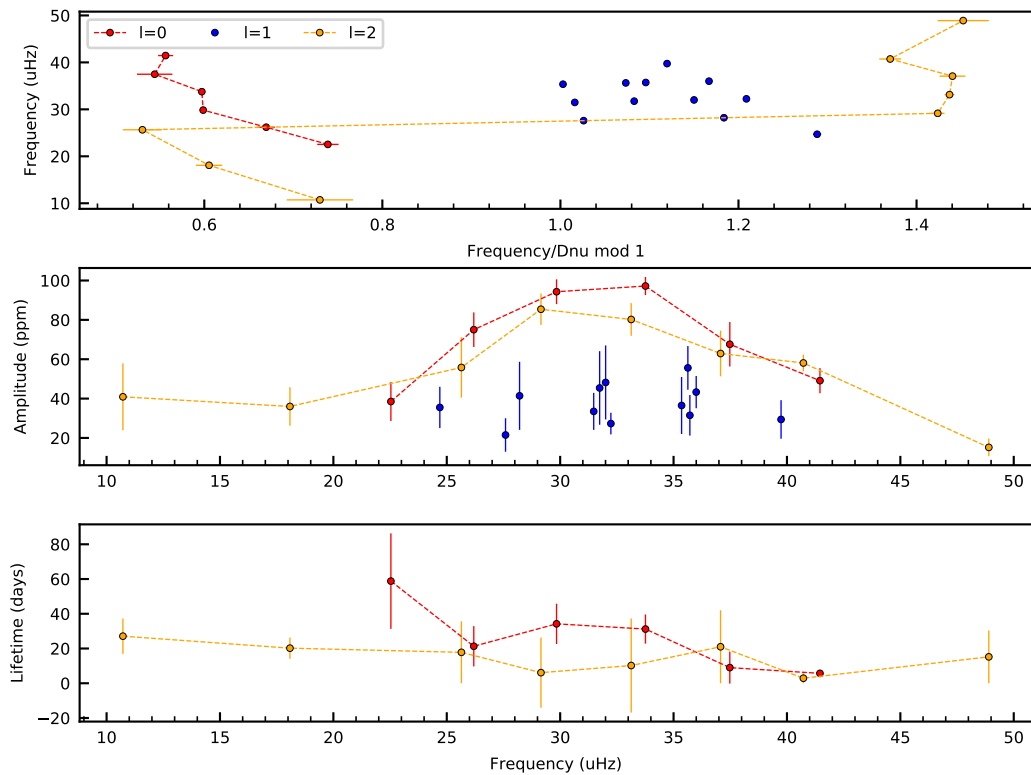 l=0 l=1 l=2
50
40
30
20
10
Frequency (uHz)
0.6 0.8 1.0 1.2 1.4
Frequency/Dnu mod 1
100
80
60
40
20
Amplitude (ppm)
10 15 20 25 30 35 40 45 50
80
60
40
20
0
−20
Lifetime (days)
10 15 20 25 30 35 40 45 50
Frequency (uHz)